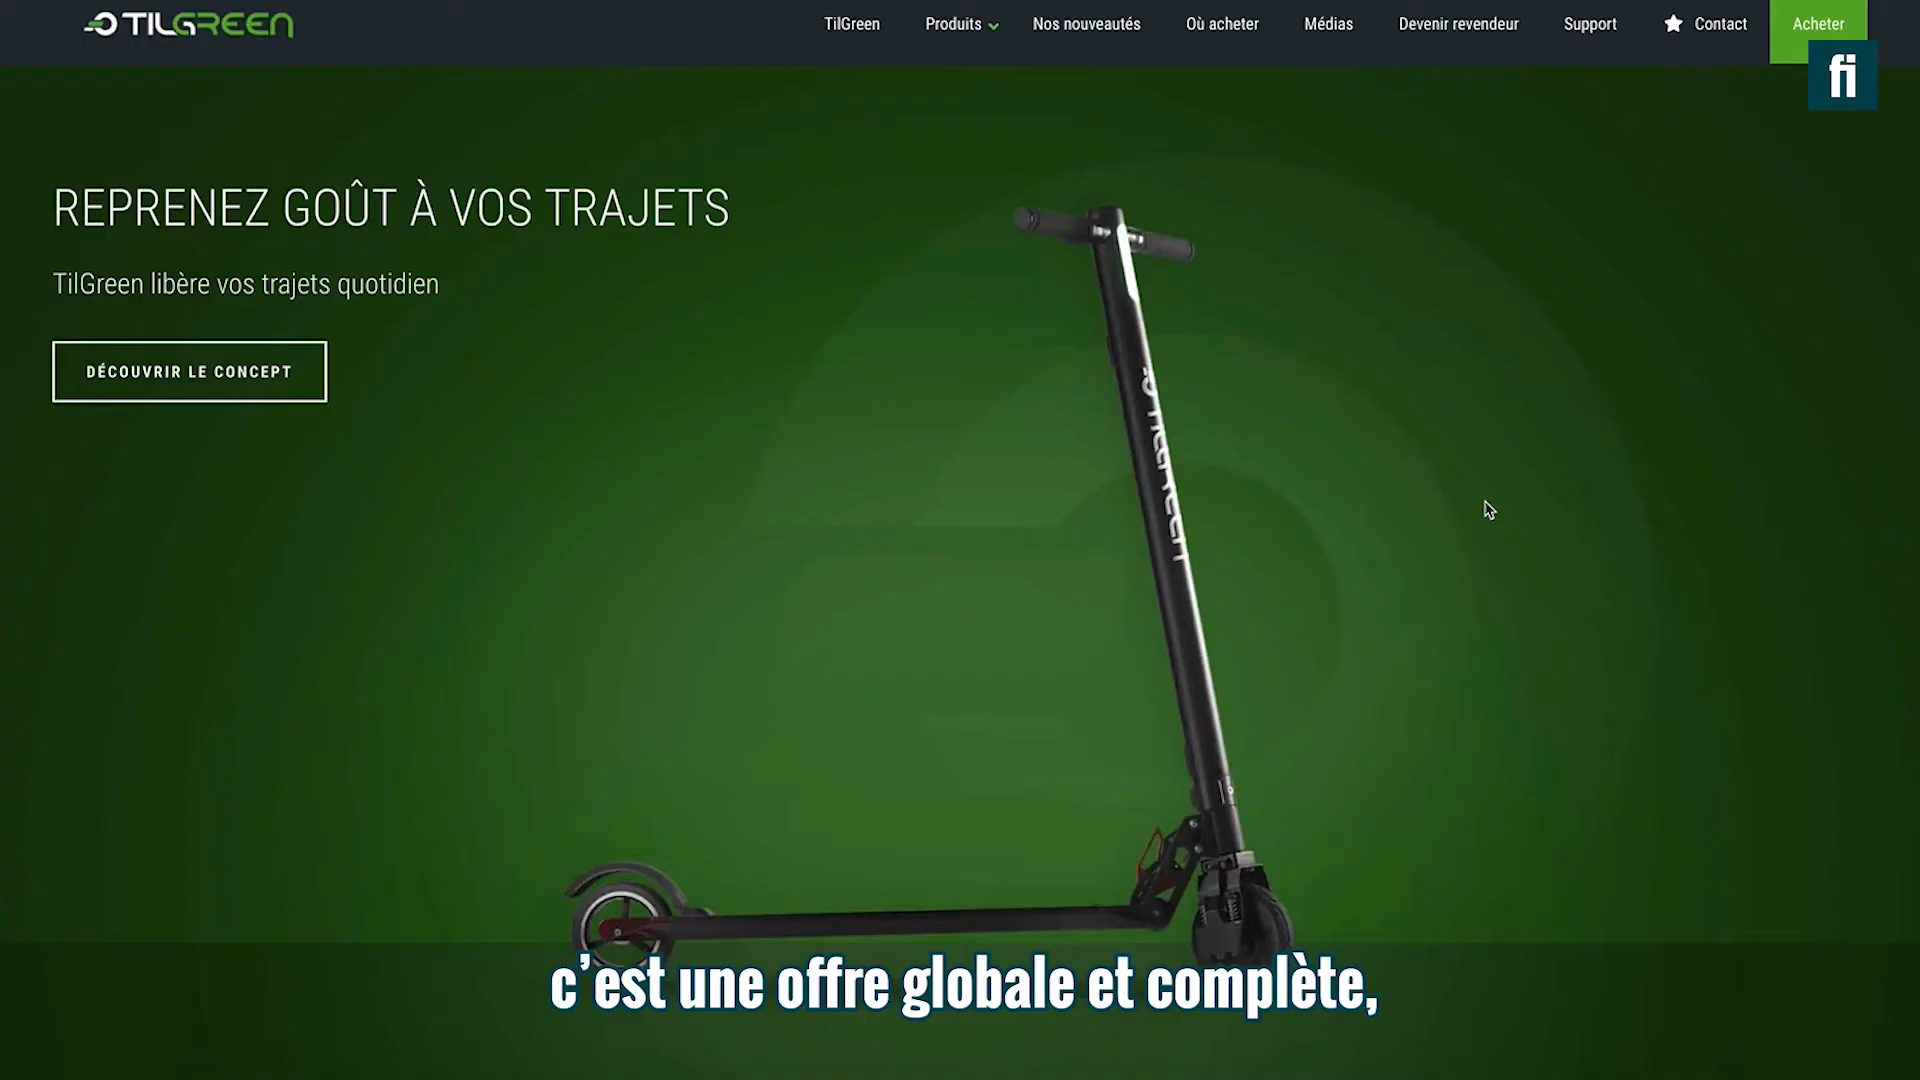 TILGREEN
TilGreen
Produits
Nos nouveautés
Où acheter
Médias
Devenir revendeur
Support
Contact
Acheter
fi
REPRENEZ GOÛT À VOS TRAJETS
TilGreen libère vos trajets quotidien
DÉCOUVRIR LE CONCEPT
TILGREEN
c’est une offre globale et complète,